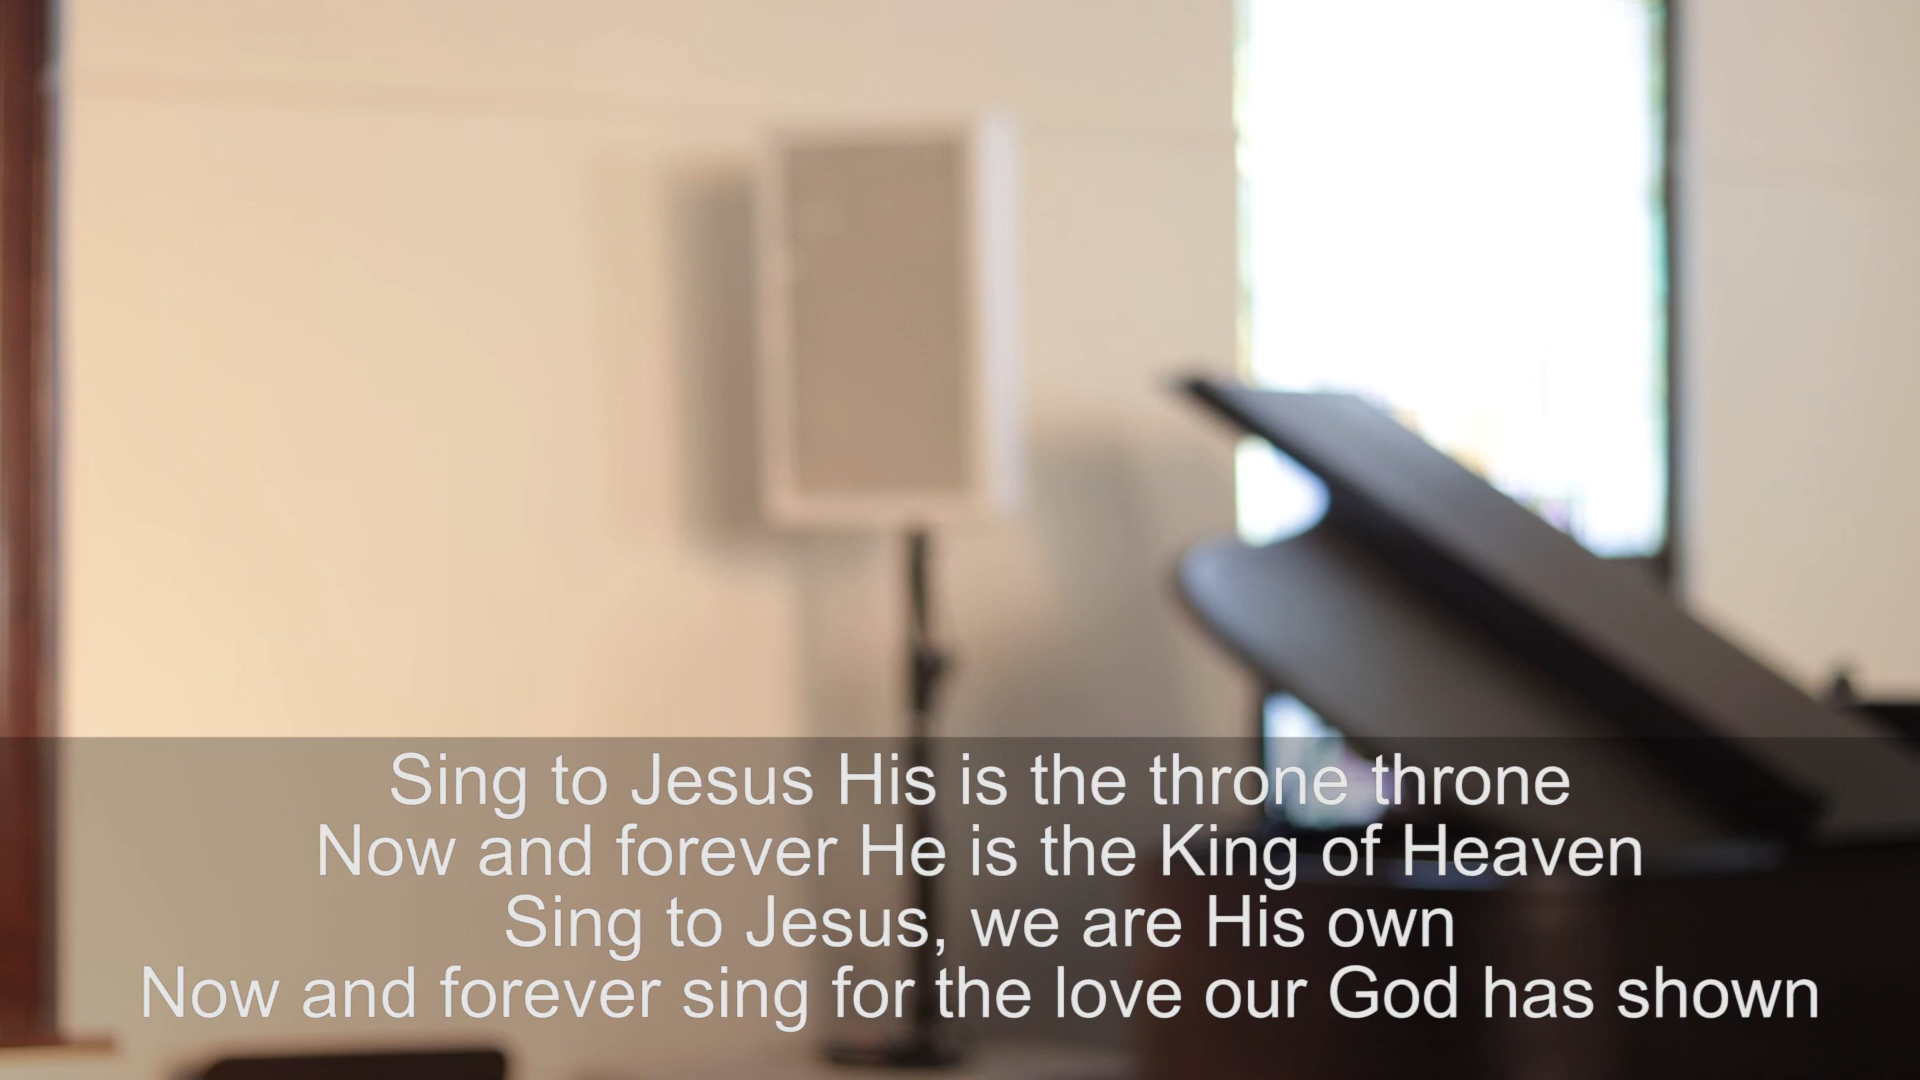 Sing to Jesus His is the throne throne
Now and forever He is the King of Heaven
Sing to Jesus, we are His own
Now and forever sing for the love our God has shown